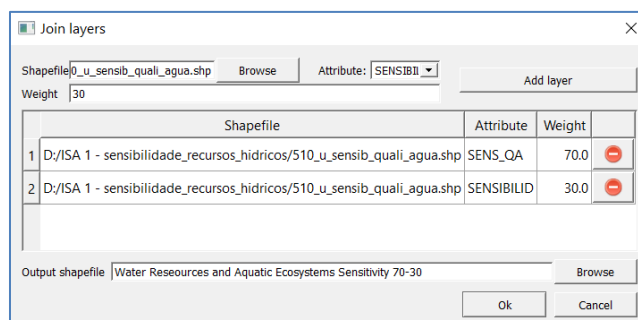 Join layers
Shapefile 0_u_sensib_quali_agua.shp Browse Attribute: SENSIBI Add layer
Weight 30
Shapefile Attribute Weight
1 D:/ISA 1 - sensibilidade_recursos_hidricos/510_u_sensib_quali_agua.shp SENS_QA 70.0
2 D:/ISA 1 - sensibilidade_recursos_hidricos/510_u_sensib_quali_agua.shp SENSIBILID 30.0
Output shapefile Water Reseources and Aquatic Ecosystems Sensitivity 70-30 Browse
Ok Cancel